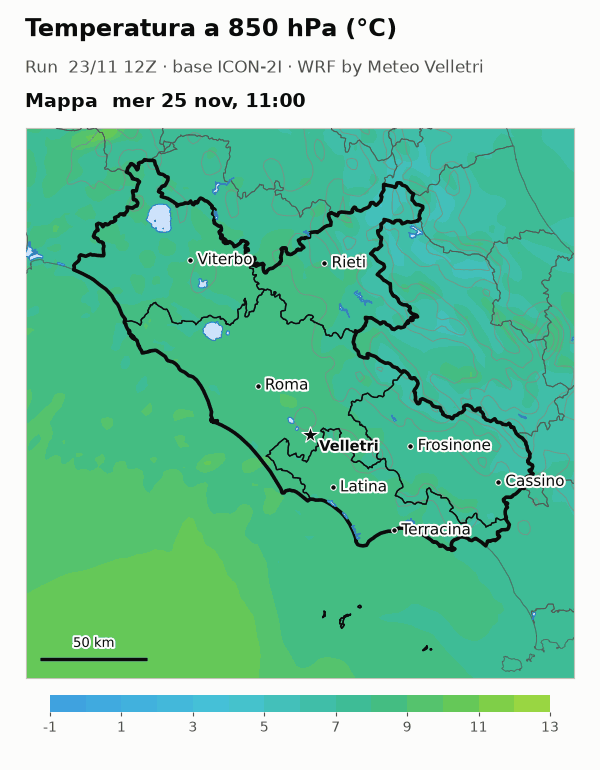 Temperatura a 850 hPa (°C)
Run 23/11 12Z · base ICON-2I · WRF by Meteo Velletri
Mappa mer 25 nov, 11:00
Viterbo
Rieti
Roma
Velletri
Frosinone
Cassino
Latina
Terracina
50 km
-1 1 3 5 7 9 11 13